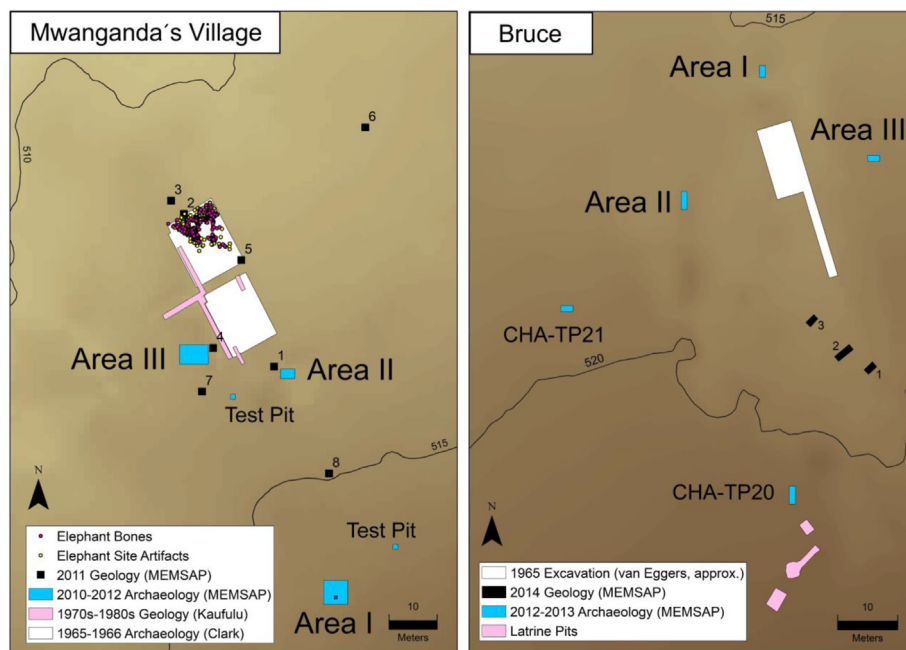 Mwanganda´s Village
510
6
3
2
5
4
Area III
1
Area II
7
Test Pit
515
8
N
Test Pit
Elephant Bones
Elephant Site Artifacts
2011 Geology (MEMSAP)
2010-2012 Archaeology (MEMSAP)
1970s-1980s Geology (Kaufulu)
1965-1966 Archaeology (Clark)
Area I
10
Meters
Bruce
515
Area I
Area III
Area II
CHA-TP21
3
2
1
520
CHA-TP20
N
1965 Excavation (van Eggers, approx.)
2014 Geology (MEMSAP)
2012-2013 Archaeology (MEMSAP)
Latrine Pits
10
Meters